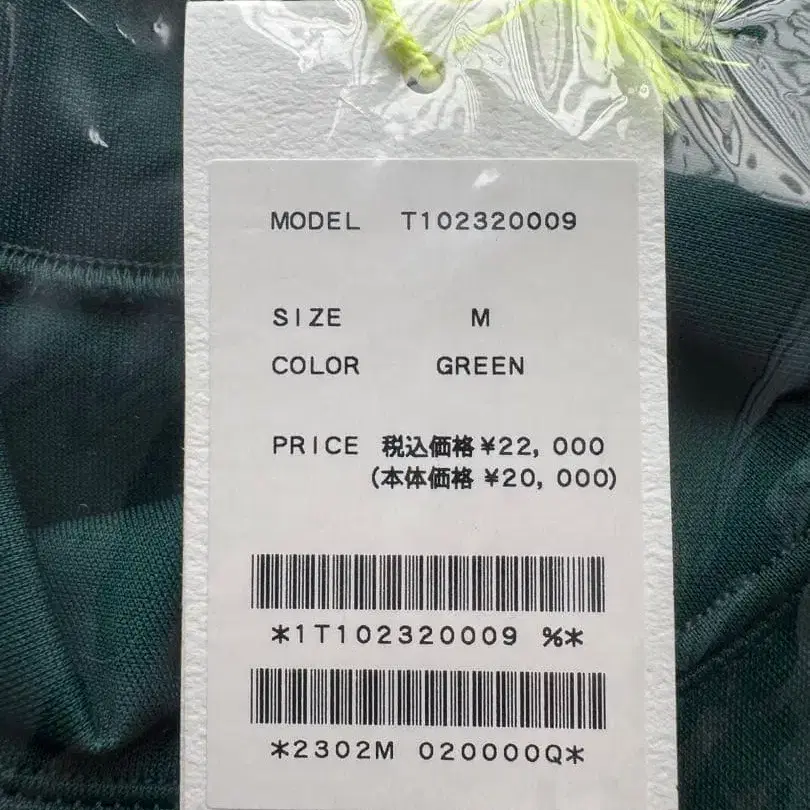 MODEL T102320009
SIZE M
COLOR GREEN
PRICE 税込価格 ¥22,000
(本体価格 ¥20,000)
*1T102320009 %*
*2302M 020000Q*